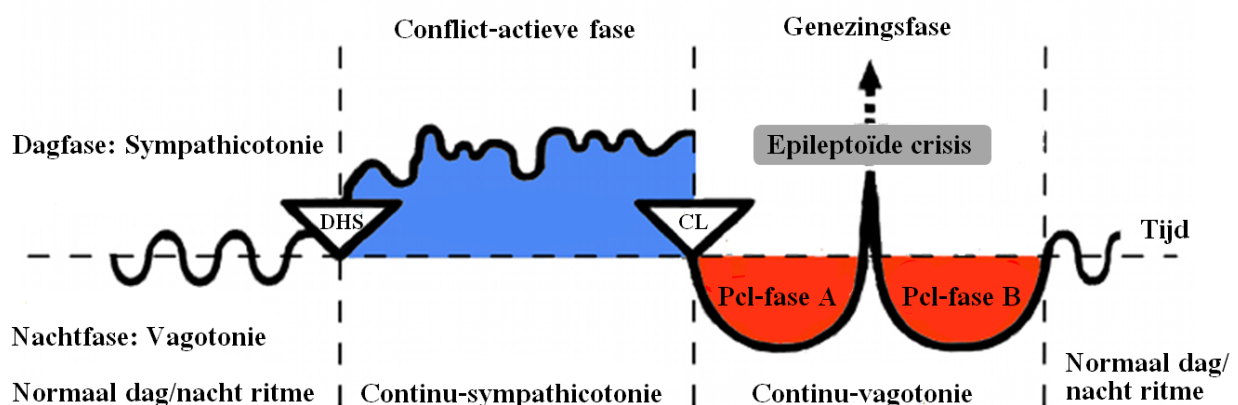 Conflict-actieve fase
Genezingsfase
Dagfase: Sympathicotonie
Epileptoïde crisis
DHS
CL
Tijd
Pcl-fase A
Pcl-fase B
Nachtfase: Vagotonie
Normaal dag/nacht ritme
Continu-sympathicotonie
Continu-vagotonie
Normaal dag/
nacht ritme